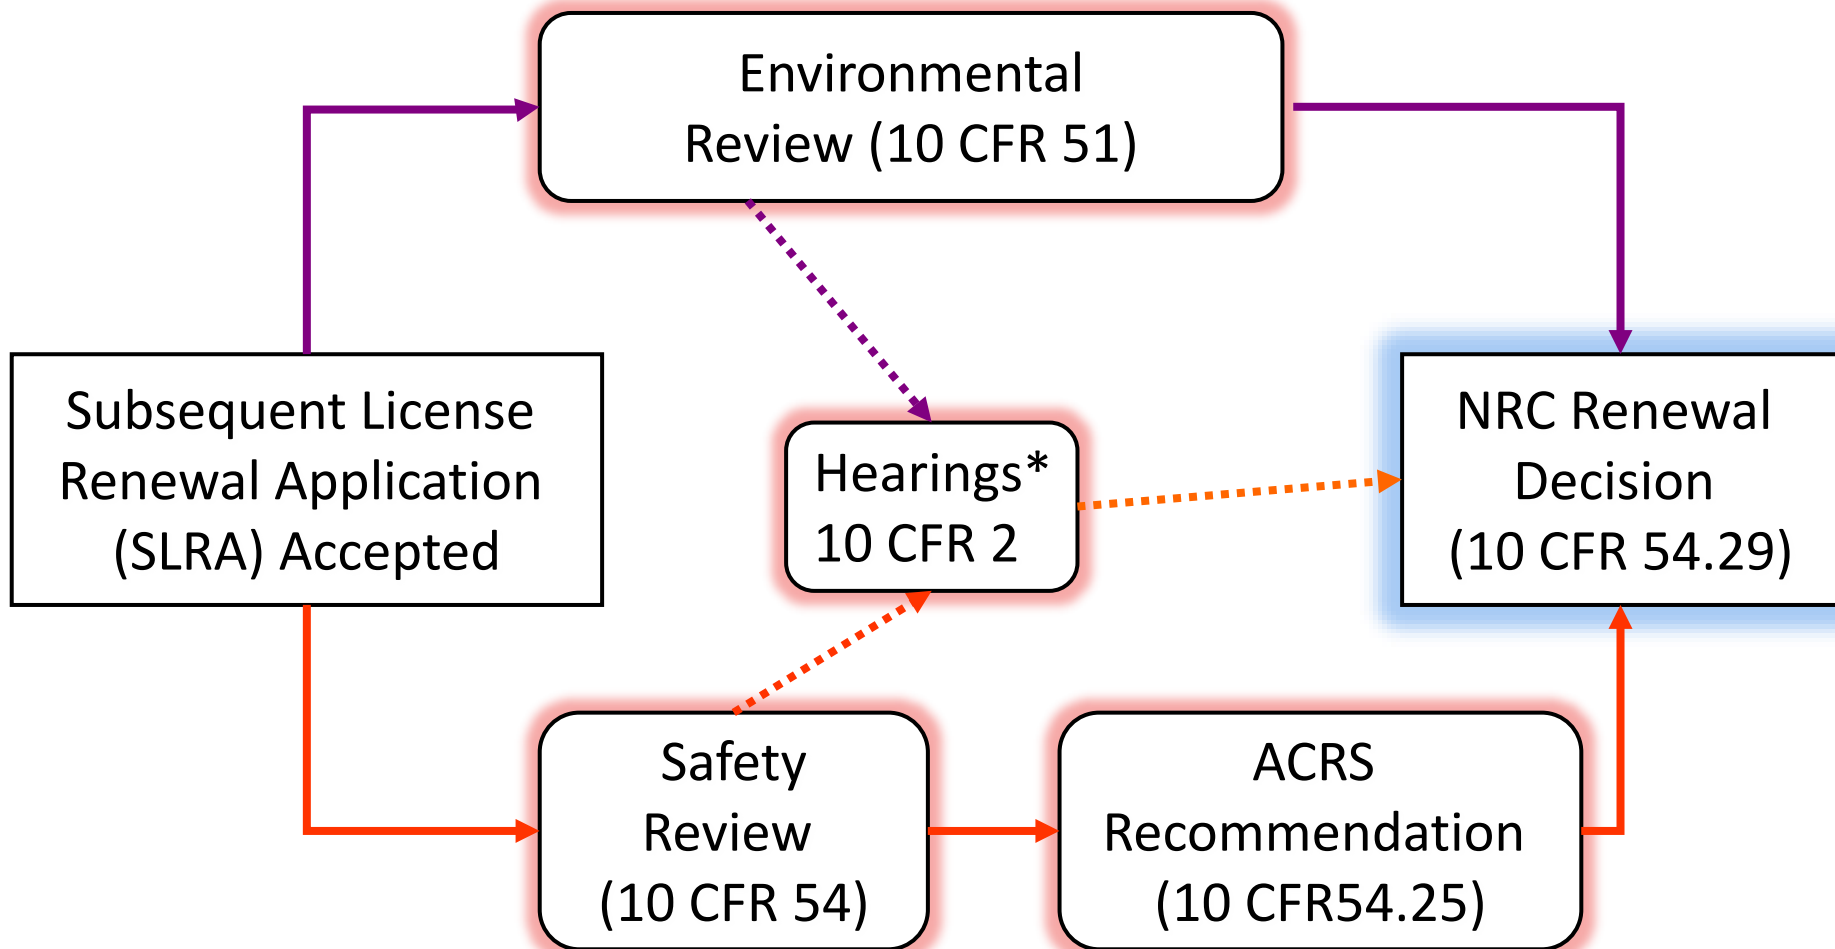 Environmental
Review (10 CFR 51)
Subsequent License
Renewal Application
(SLRA) Accepted
Hearings*
10 CFR 2
NRC Renewal
Decision
(10 CFR 54.29)
Safety
Review
(10 CFR 54)
ACRS
Recommendation
(10 CFR54.25)